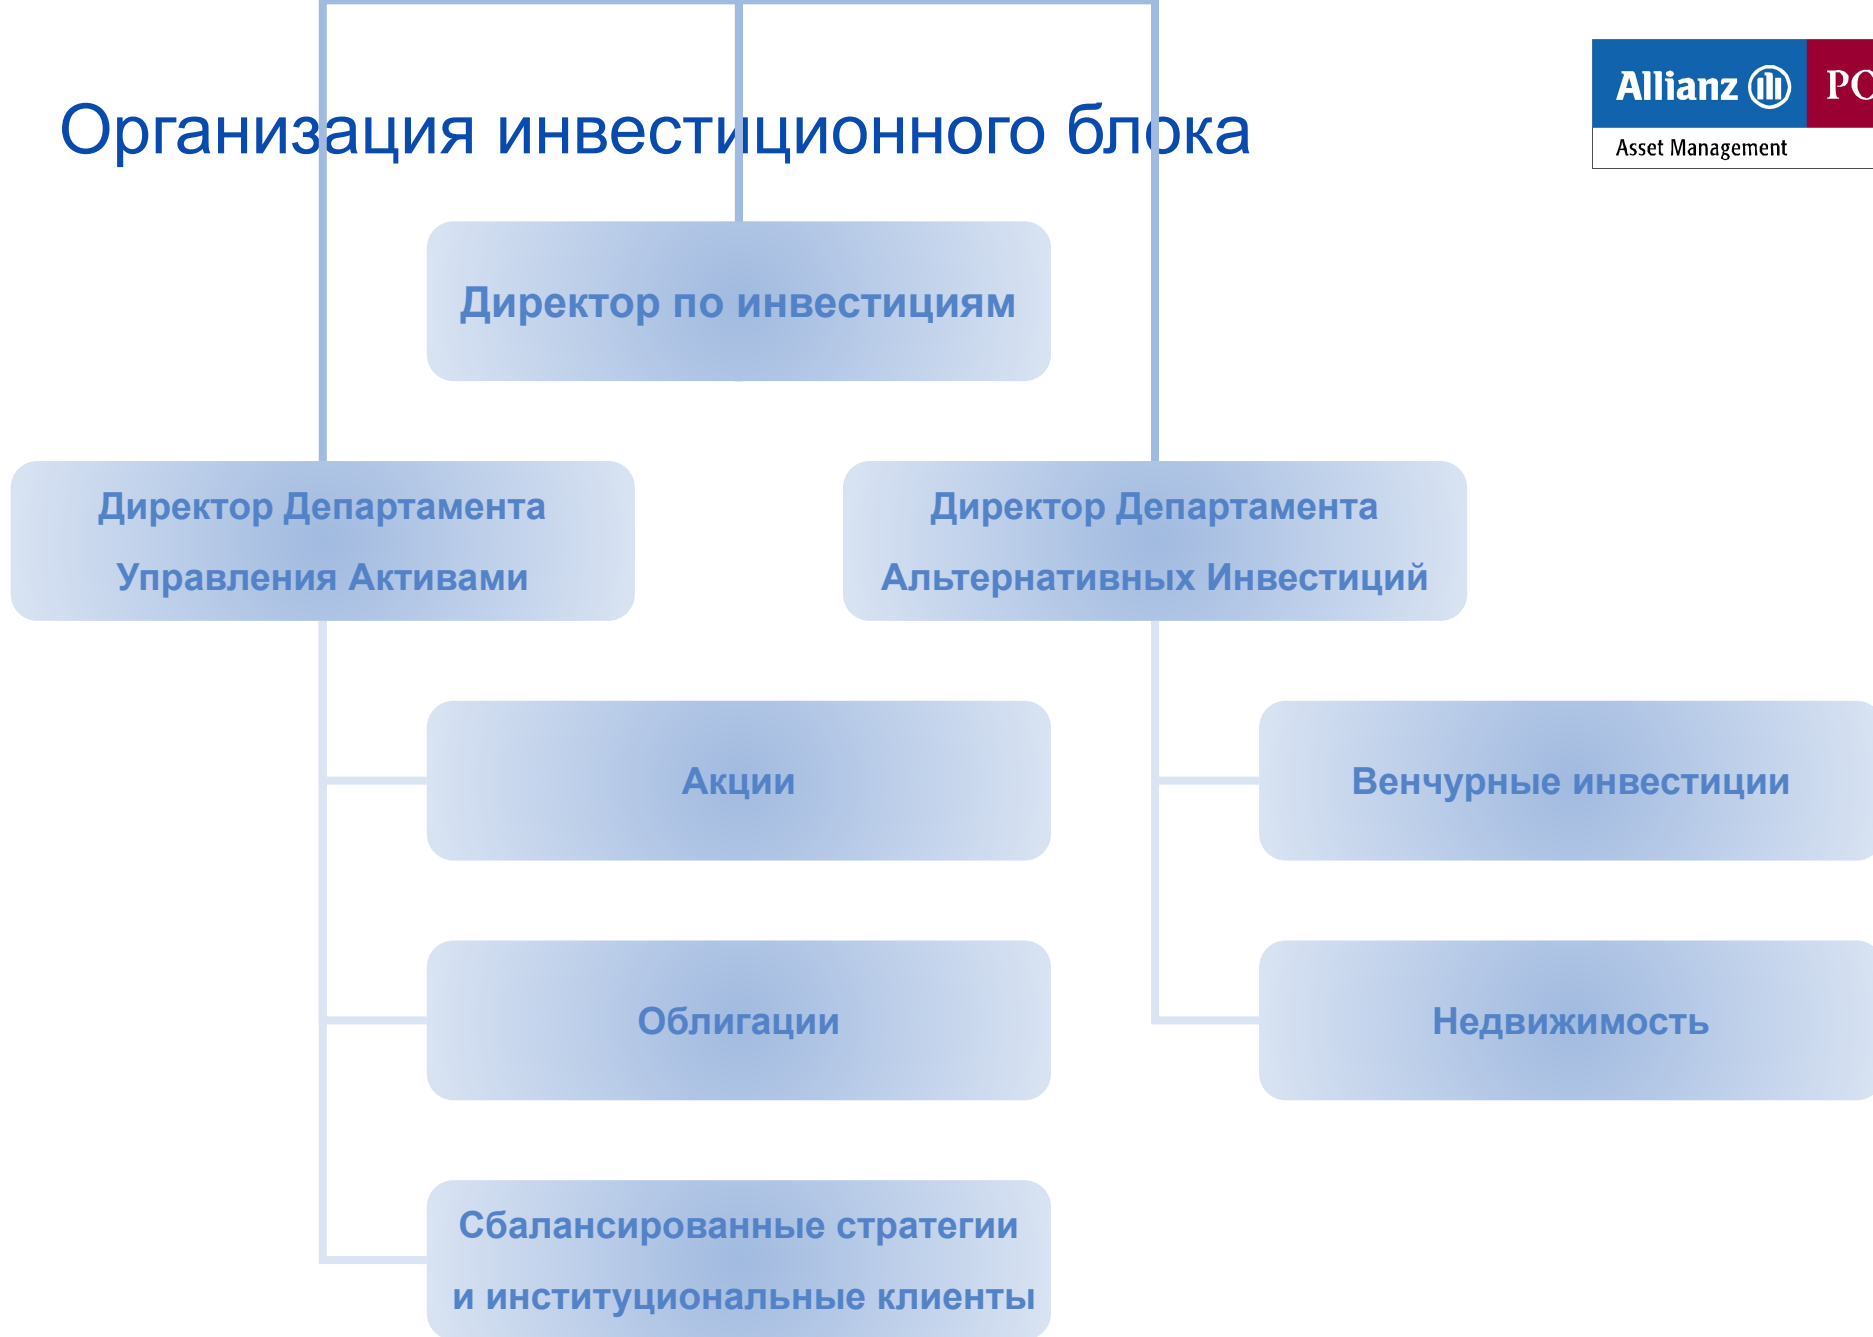 Allianz
РО
Asset Management
Организация инвестиционного блока
Директор по инвестициям
Директор Департамента
Управления Активами
Директор Департамента
Альтернативных Инвестиций
Акции
Венчурные инвестиции
Облигации
Недвижимость
Сбалансированные стратегии
и институциональные клиенты